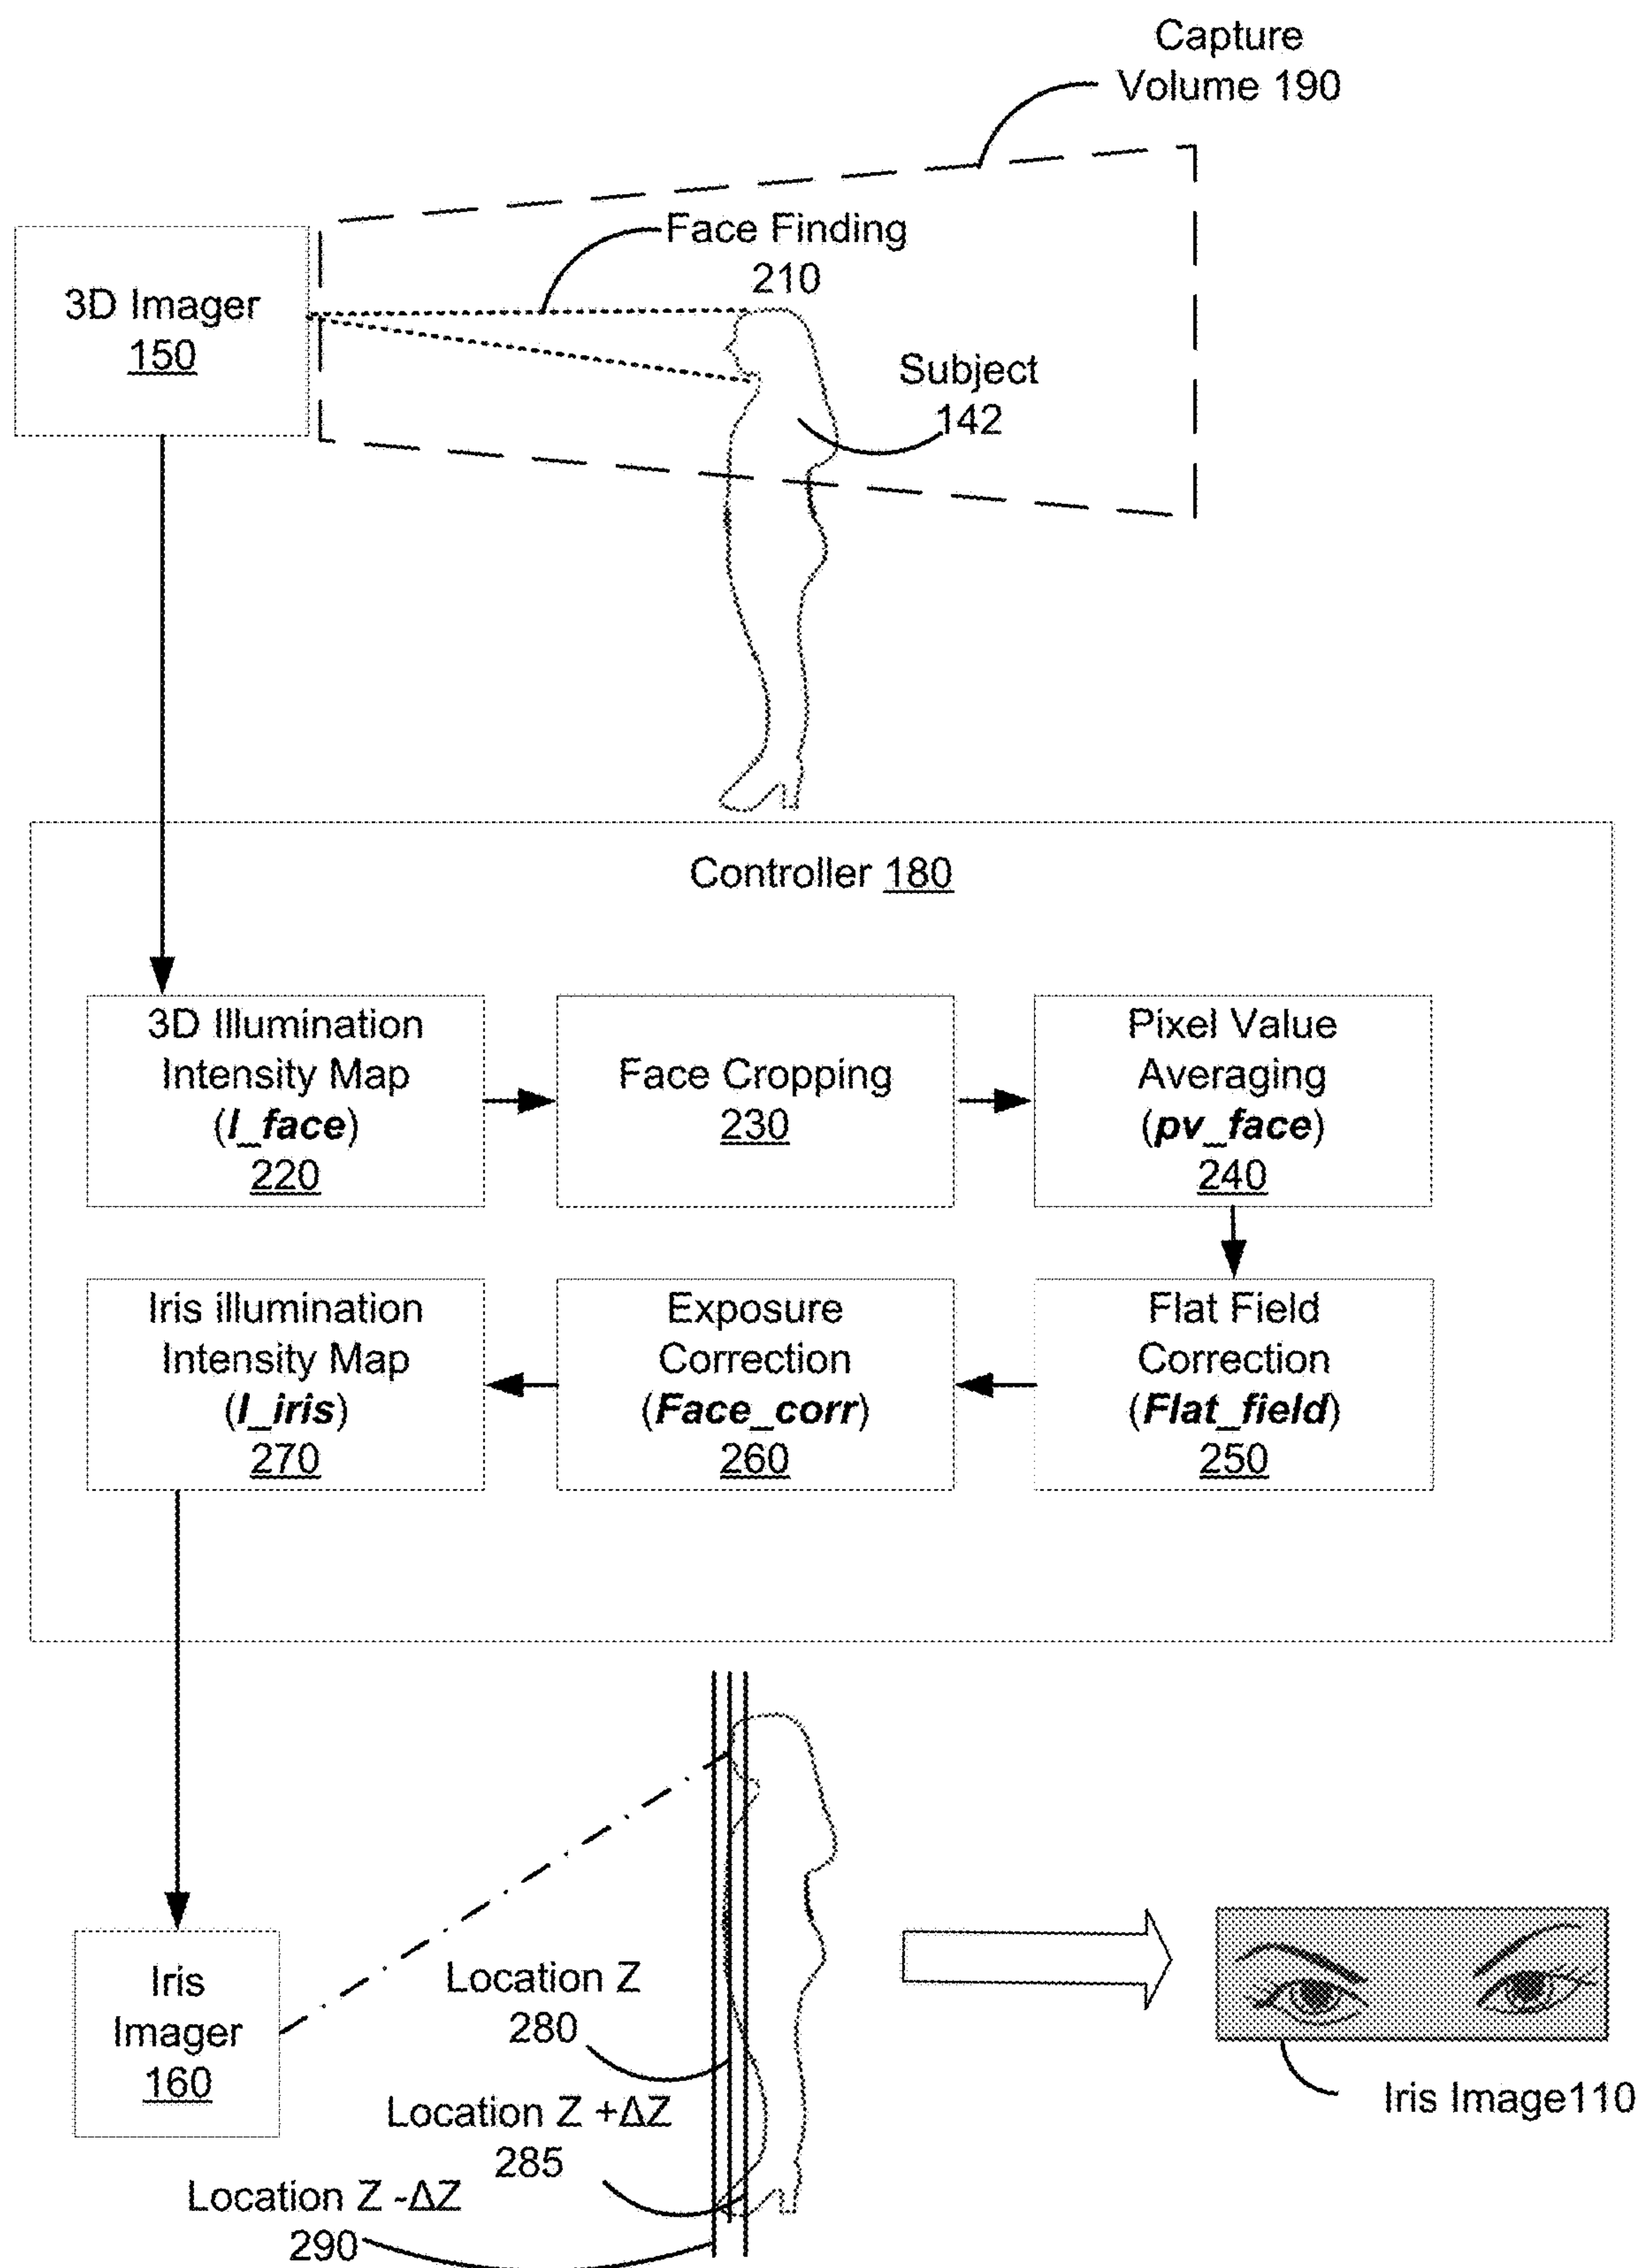 Capture
Volume 190
Face Finding
210
3D Imager
150
Subject
142
Controller 180
3D Illumination
Intensity Map
(I_face)
220
Face Cropping
230
Pixel Value
Averaging
(pv_face)
240
Iris illumination
Intensity Map
(I_iris)
270
Exposure
Correction
(Face_corr)
260
Flat Field
Correction
(Flat_field)
250
Iris
Imager
160
Location Z
280
Location Z +ΔZ
285
Location Z -ΔZ
290
Iris Image110